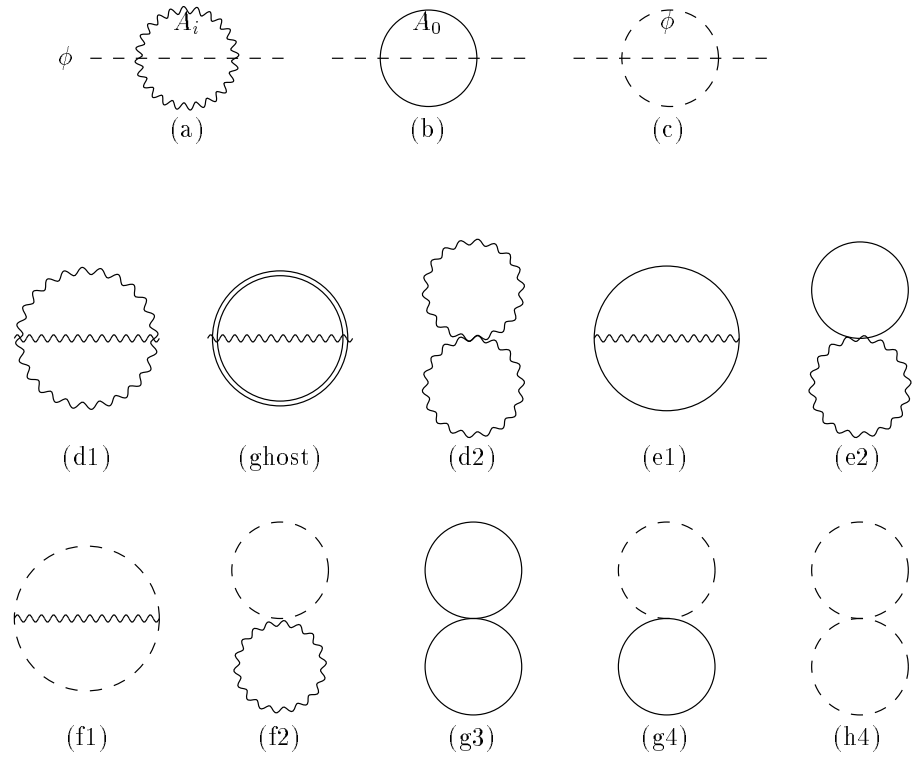 A_i A_0 ϕ
ϕ
(a) (b) (c)
(d1) (ghost) (d2) (e1) (e2)
(f1) (f2) (g3) (g4) (h4)